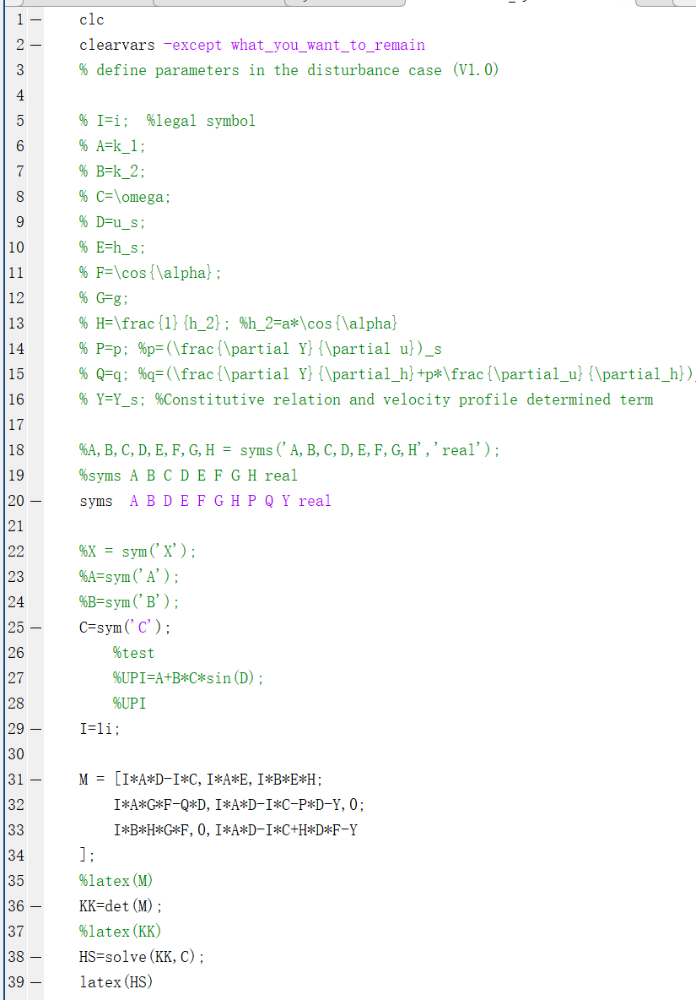 1 — clc
2 — clearvars -except what_you_want_to_remain
3 % define parameters in the disturbance case (V1.0)
4
5 % I=i; %legal symbol
6 % A=k_1;
7 % B=k_2;
8 % C=\omega;
9 % D=u_s;
10 % E=h_s;
11 % F=\cos{\alpha};
12 % G=g;
13 % H=\frac{1}{h_2}; %h_2=a*\cos{\alpha}
14 % P=p; %p=(\frac{\partial Y}{\partial u})_s
15 % Q=q; %q=(\frac{\partial Y}{\partial_h}+p*\frac{\partial_u}{\partial_h})_
16 % Y=Y_s; %Constitutive relation and velocity profile determined term
17
18 %A,B,C,D,E,F,G,H = syms('A,B,C,D,E,F,G,H','real');
19 %syms A B C D E F G H real
20 — syms A B D E F G H P Q Y real
21
22 %X = sym('X');
23 %A=sym('A');
24 %B=sym('B');
25 — C=sym('C');
26 %test
27 %UPI=A+B*C*sin(D);
28 %UPI
29 — I=1i;
30
31 — M = [I*A*D-I*C,I*A*E,I*B*E*H;
32 I*A*G*F-Q*D,I*A*D-I*C-P*D-Y,0;
33 I*B*H*G*F,0,I*A*D-I*C+H*D*F-Y
34 ];
35 %latex(M)
36 — KK=det(M);
37 %latex(KK)
38 — HS=solve(KK,C);
39 — latex(HS)